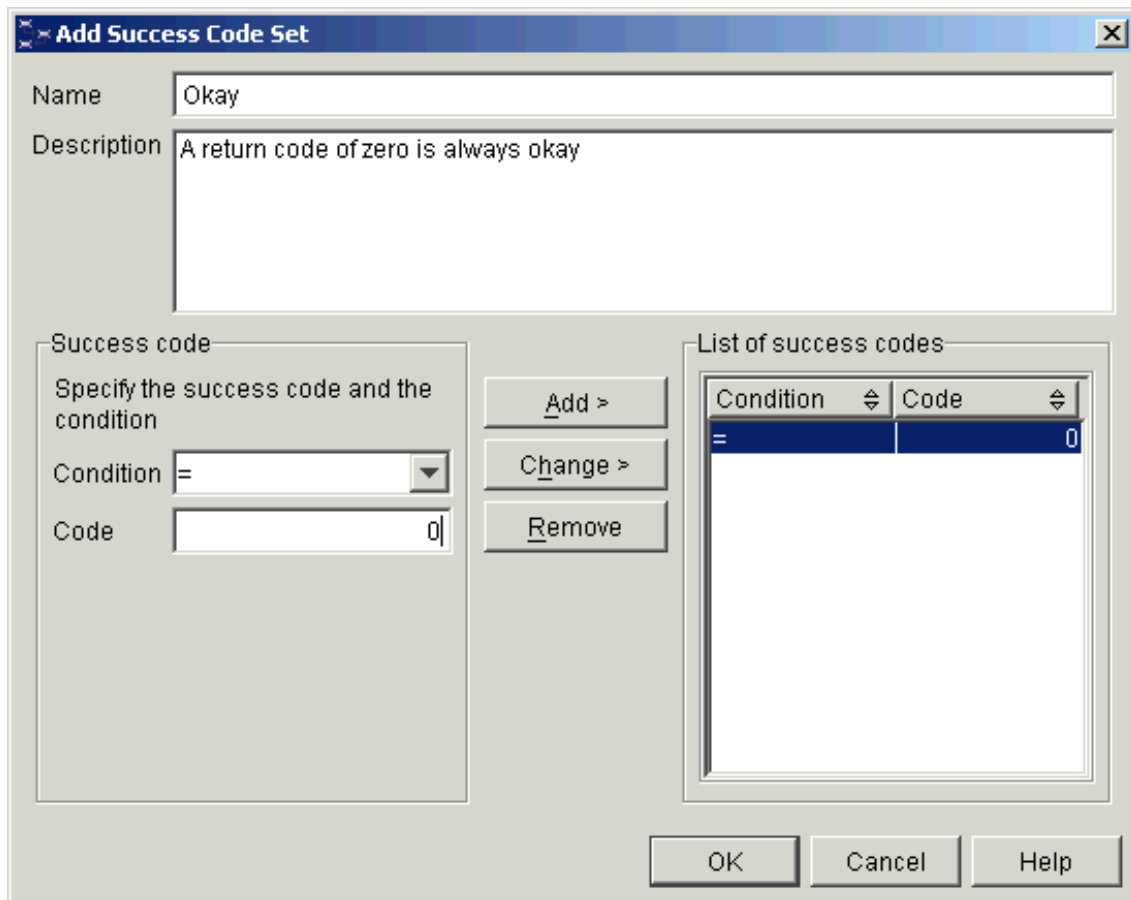 Add Success Code Set
Name Okay
Description A return code of zero is always okay
Success code
Specify the success code and the
condition
Condition =
Code 0
Add >
Change >
Remove
List of success codes
Condition Code
= 0
OK Cancel Help